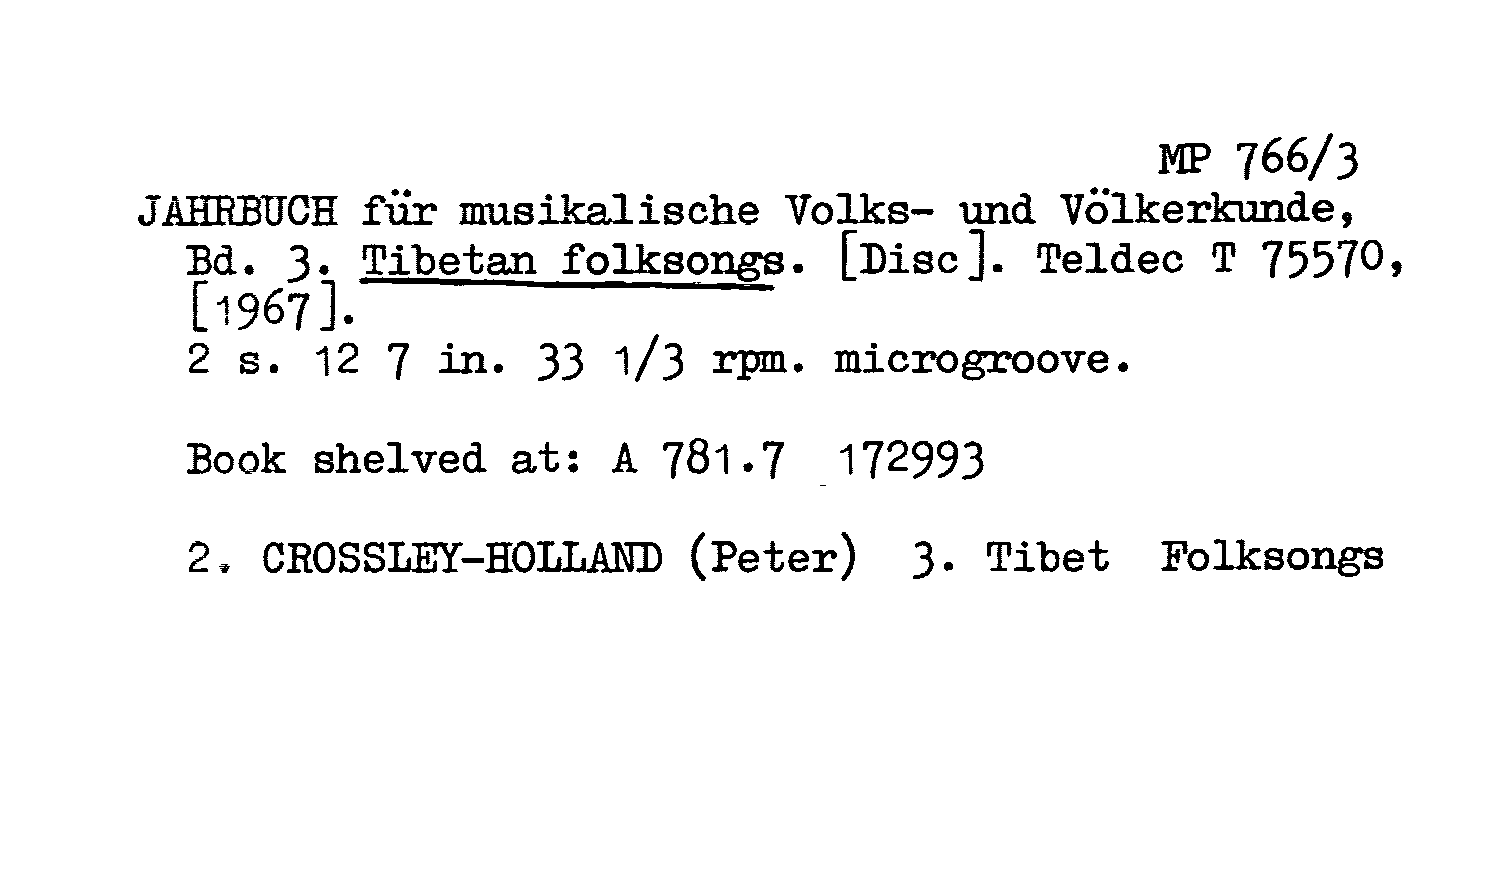 MP 766/3
JAHRBUCH für musikalische Volks- und Völkerkunde,
Bd. 3. Tibetan folksongs. [Disc]. Teldec T 75570,
[1967].
2 s. 12 7 in. 33 1/3 rpm. microgroove.
Book shelved at: A 781.7 172993
2. CROSSLEY-HOLLAND (Peter) 3. Tibet Folksongs